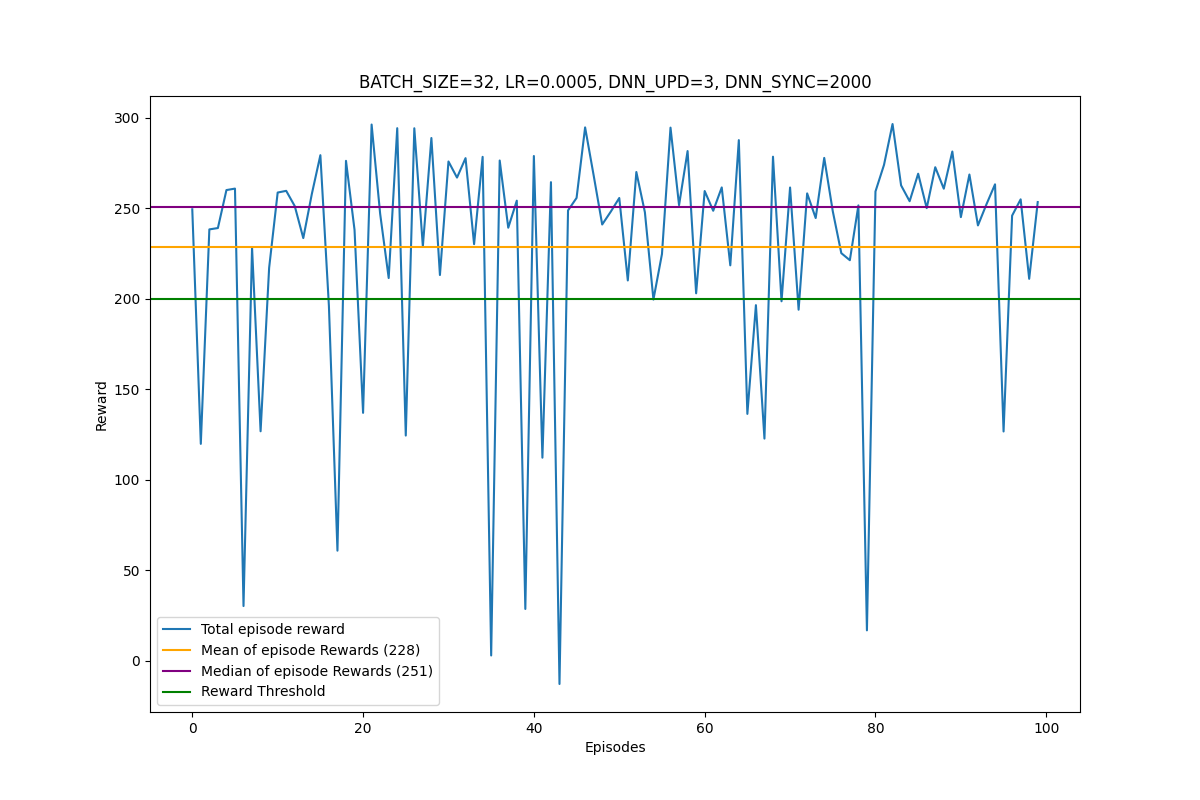 BATCH_SIZE=32, LR=0.0005, DNN_UPD=3, DNN_SYNC=2000
300
250
200
150
100
50
0
Reward
Total episode reward
Mean of episode Rewards (228)
Median of episode Rewards (251)
Reward Threshold
0 20 40 60 80 100
Episodes